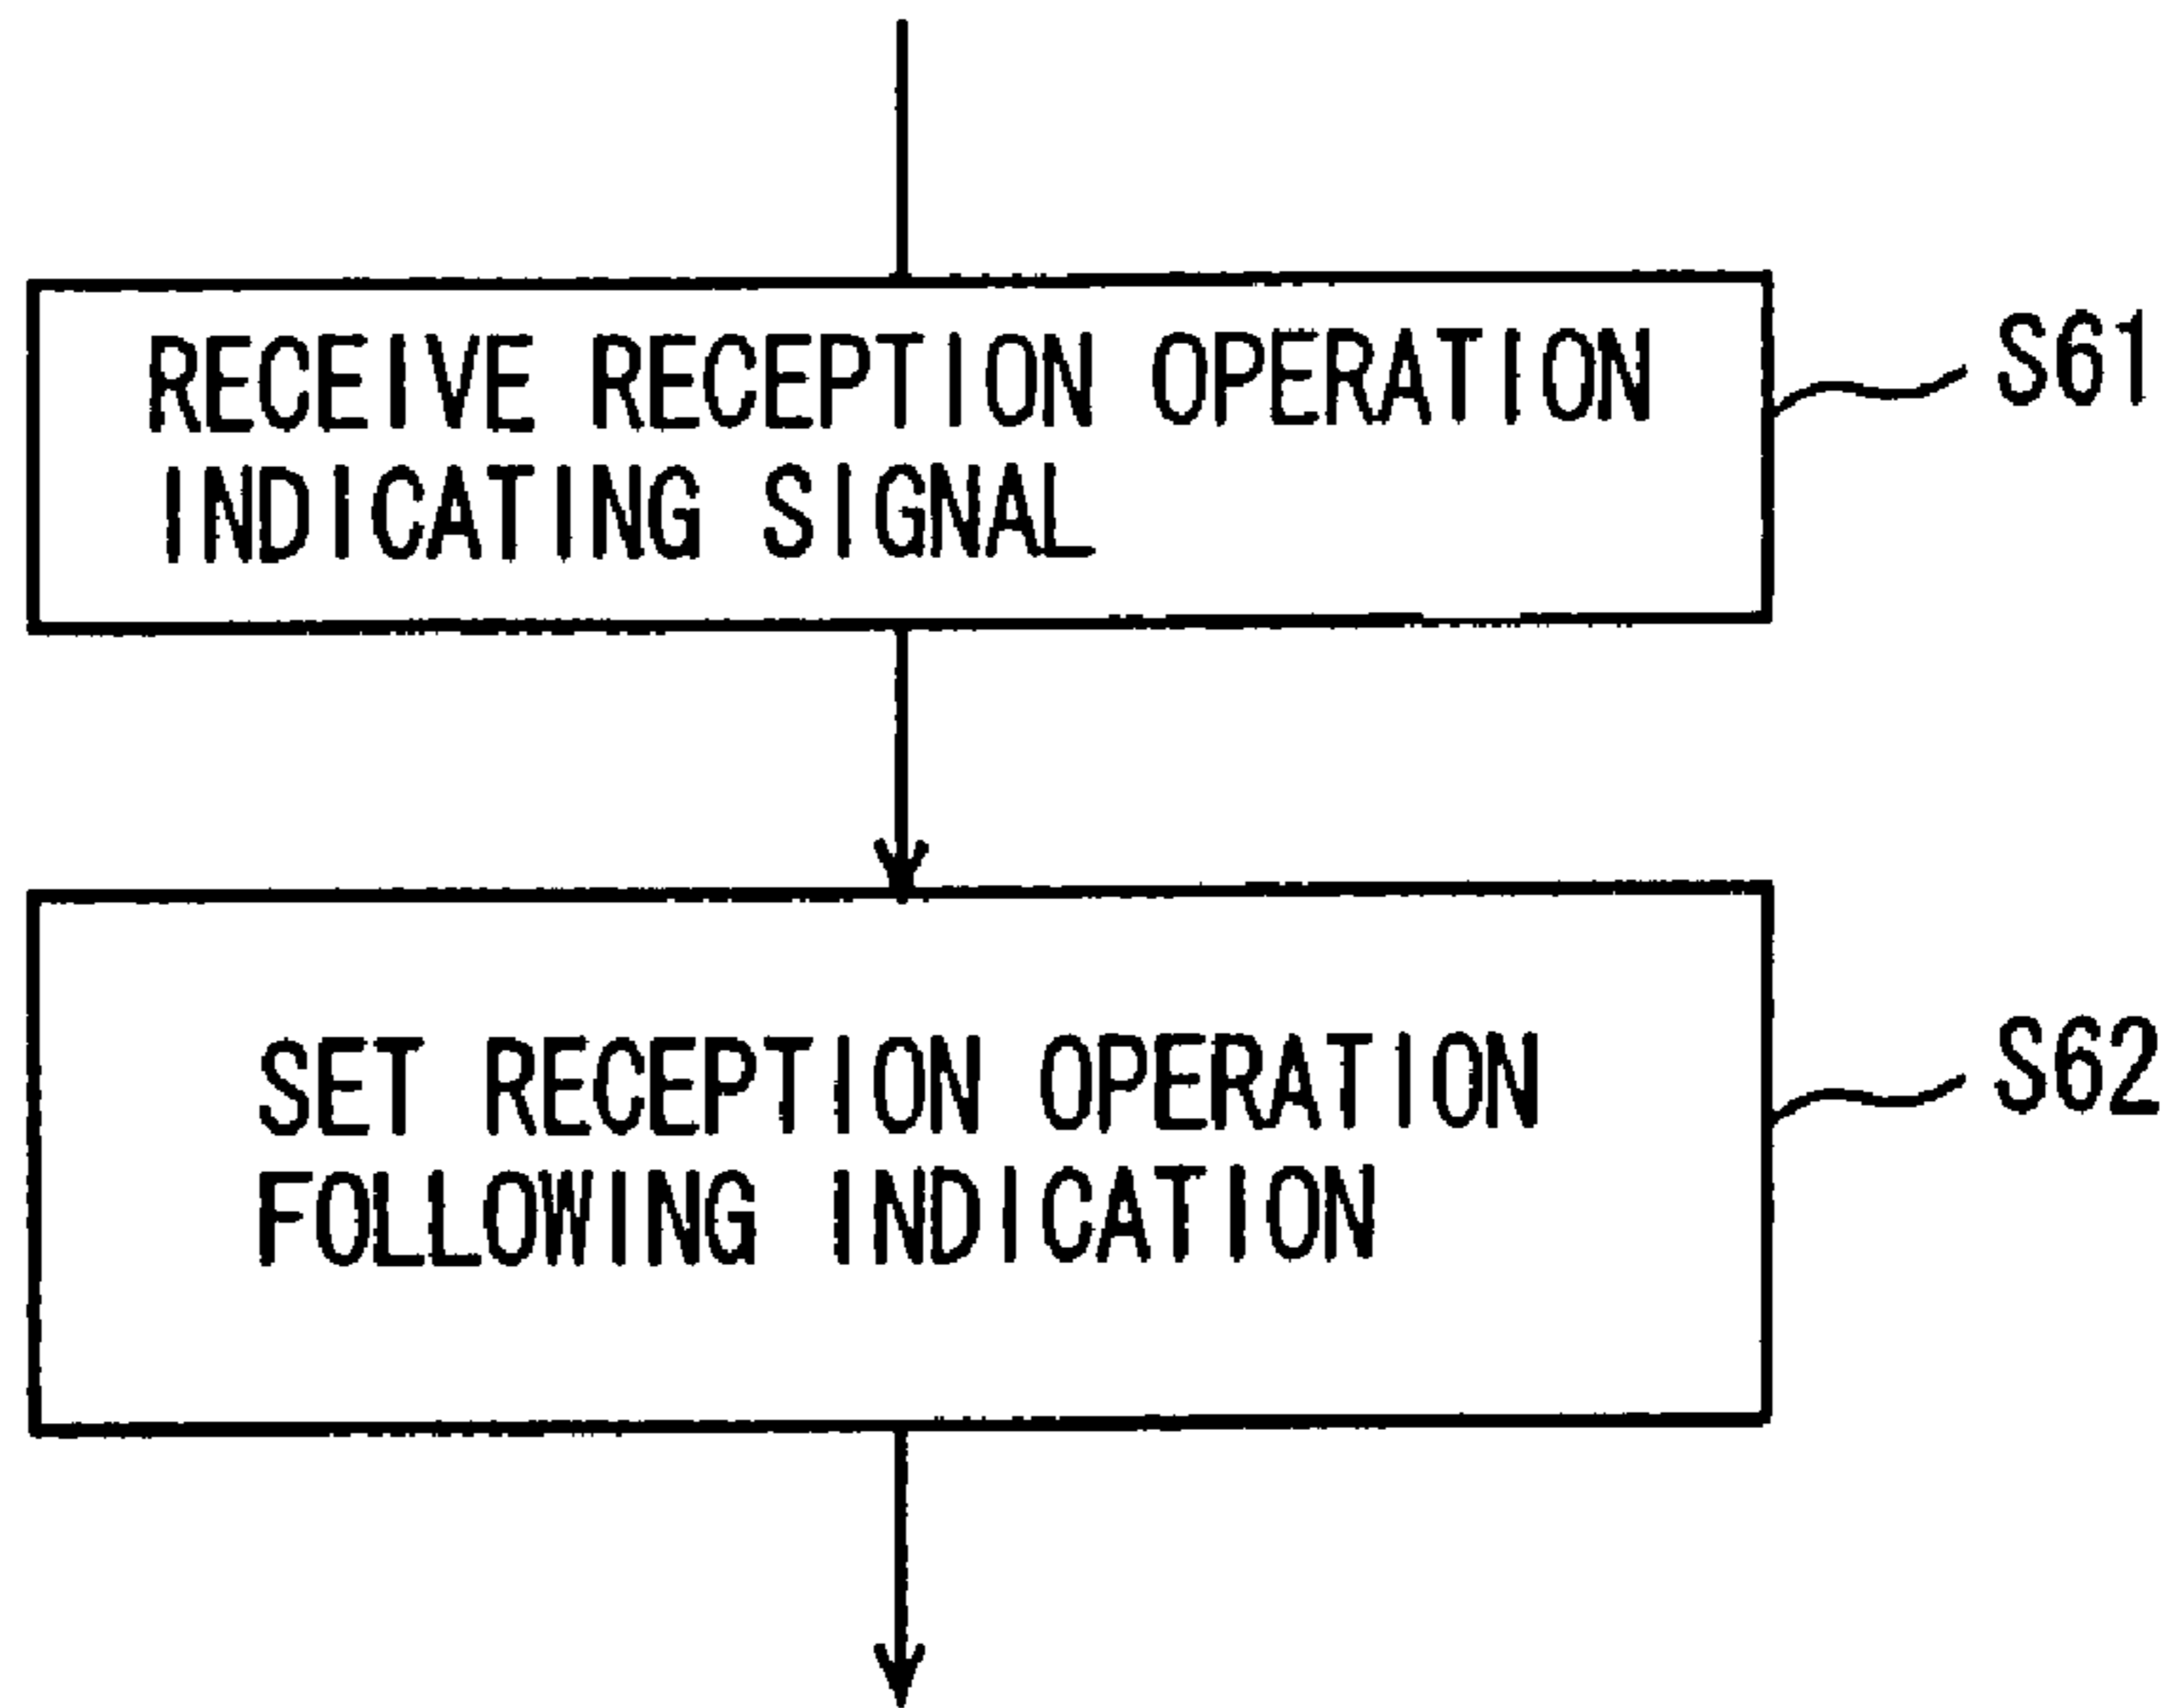 RECEIVE RECEPTION OPERATION
INDICATING SIGNAL
S61
SET RECEPTION OPERATION
FOLLOWING INDICATION
S62